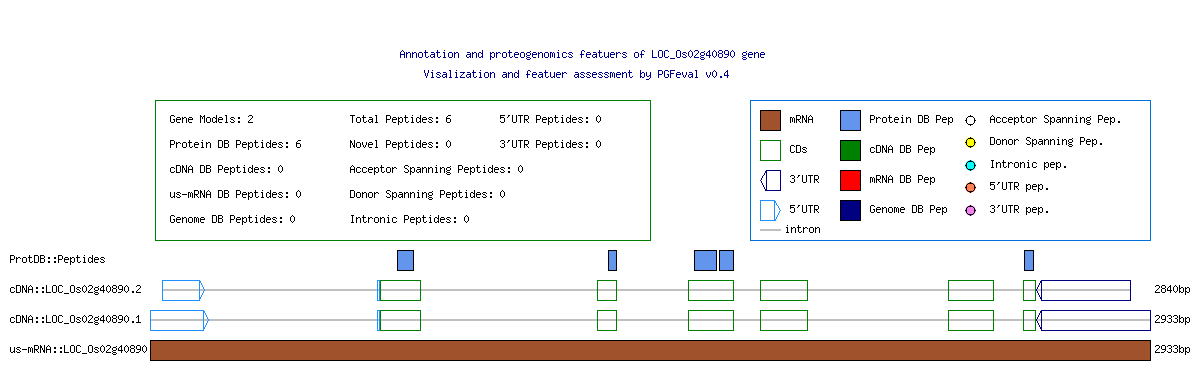 Annotation and proteogenomics featuers of LOC_Os02g40890 gene
Visalization and featuer assessment by PGFeval v0.4
Gene Models: 2 Total Peptides: 6 5'UTR Peptides: 0
Protein DB Peptides: 6 Novel Peptides: 0 3'UTR Peptides: 0
cDNA DB Peptides: 0 Acceptor Spanning Peptides: 0
us-mRNA DB Peptides: 0 Donor Spanning Peptides: 0
Genome DB Peptides: 0 Intronic Peptides: 0
mRNA Protein DB Pep Acceptor Spanning Pep.
CDs cDNA DB Pep Donor Spanning Pep.
3'UTR mRNA DB Pep Intronic pep.
5'UTR Genome DB Pep 5'UTR pep.
intron 3'UTR pep.
ProtDB::Peptides
cDNA::LOC_Os02g40890.2 2840bp
cDNA::LOC_Os02g40890.1 2933bp
us-mRNA::LOC_Os02g40890 2933bp